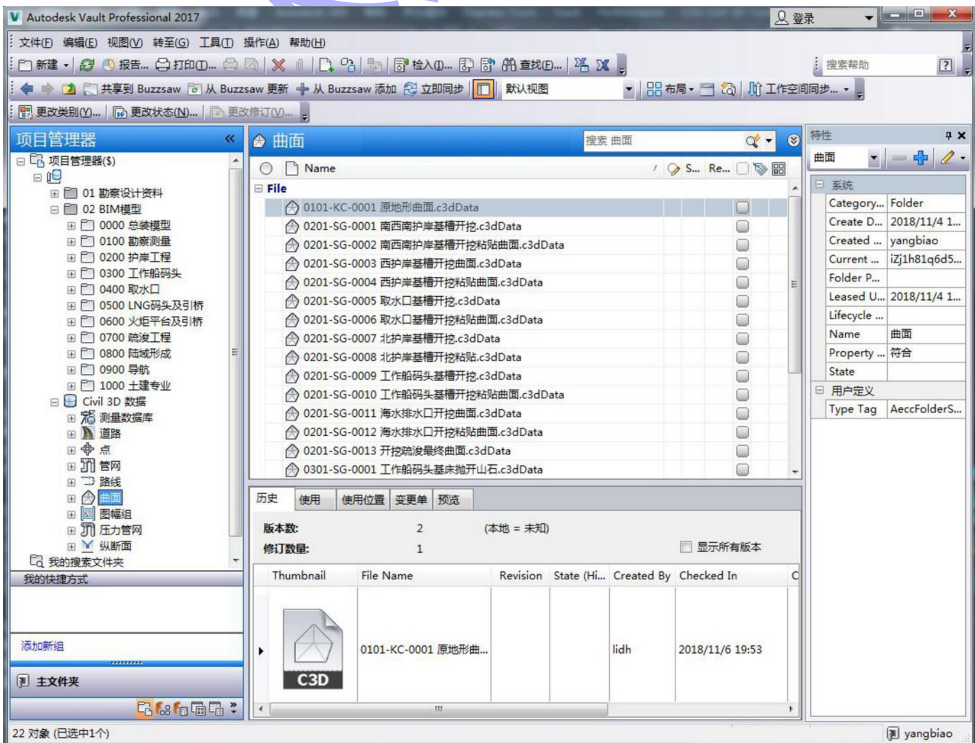 Autodesk Vault Professional 2017
登录
文件(F) 编辑(E) 视图(V) 转至(G) 工具(T) 操作(A) 帮助(H)
新建 报告... 打印(T)... 检入(I)... 查找(F)... 搜索帮助
共享到 Buzzsaw 从 Buzzsaw 更新 从 Buzzsaw 添加 立即同步 默认视图 布局 工作空间同步...
更改类别(Y)... 更改状态(N)... 更改修订(V)...
项目管理器
项目管理器($)
01 勘察设计资料
02 BIM模型
0000 总装模型
0100 勘察测量
0200 护岸工程
0300 工作船码头
0400 取水口
0500 LNG码头及引桥
0600 火炬平台及引桥
0700 疏浚工程
0800 陆域形成
0900 导航
1000 土建专业
Civil 3D 数据
测量数据库
道路
点
管网
路线
曲面
图幅组
压力管网
纵断面
我的搜索文件夹
我的快捷方式
添加新组
主文件夹
曲面
搜索 曲面
Name / S... Re...
File
0101-KC-0001 原地形曲面.c3dData
0201-SG-0001 南西南护岸基槽开挖.c3dData
0201-SG-0002 南西南护岸基槽开挖粘贴曲面.c3dData
0201-SG-0003 西护岸基槽开挖曲面.c3dData
0201-SG-0004 西护岸基槽开挖粘贴曲面.c3dData
0201-SG-0005 取水口基槽开挖.c3dData
0201-SG-0006 取水口基槽开挖粘贴曲面.c3dData
0201-SG-0007 北护岸基槽开挖.c3dData
0201-SG-0008 北护岸基槽开挖粘贴.c3dData
0201-SG-0009 工作船码头基槽开挖.c3dData
0201-SG-0010 工作船码头基槽开挖粘贴曲面.c3dData
0201-SG-0011 海水排水口开挖曲面.c3dData
0201-SG-0012 海水排水口开挖粘贴曲面.c3dData
0201-SG-0013 开挖疏浚最终曲面.c3dData
0301-SG-0001 工作船码头基床抛开山石.c3dData
历史 使用 使用位置 变更单 预览
版本数: 2 (本地 = 未知)
修订数量: 1 显示所有版本
Thumbnail File Name Revision State (Hi... Created By Checked In C
C3D
0101-KC-0001 原地形曲... lidh 2018/11/6 19:53
特性
曲面
系统
Category... Folder
Create D... 2018/11/4 1...
Created ... yangbiao
Current ... iZj1h81q6d5...
Folder P...
Leased U... 2018/11/4 1...
Lifecycle ...
Name 曲面
Property ... 符合
State
用户定义
Type Tag AeccFolderS...
22 对象 (已选中1个)
yangbiao